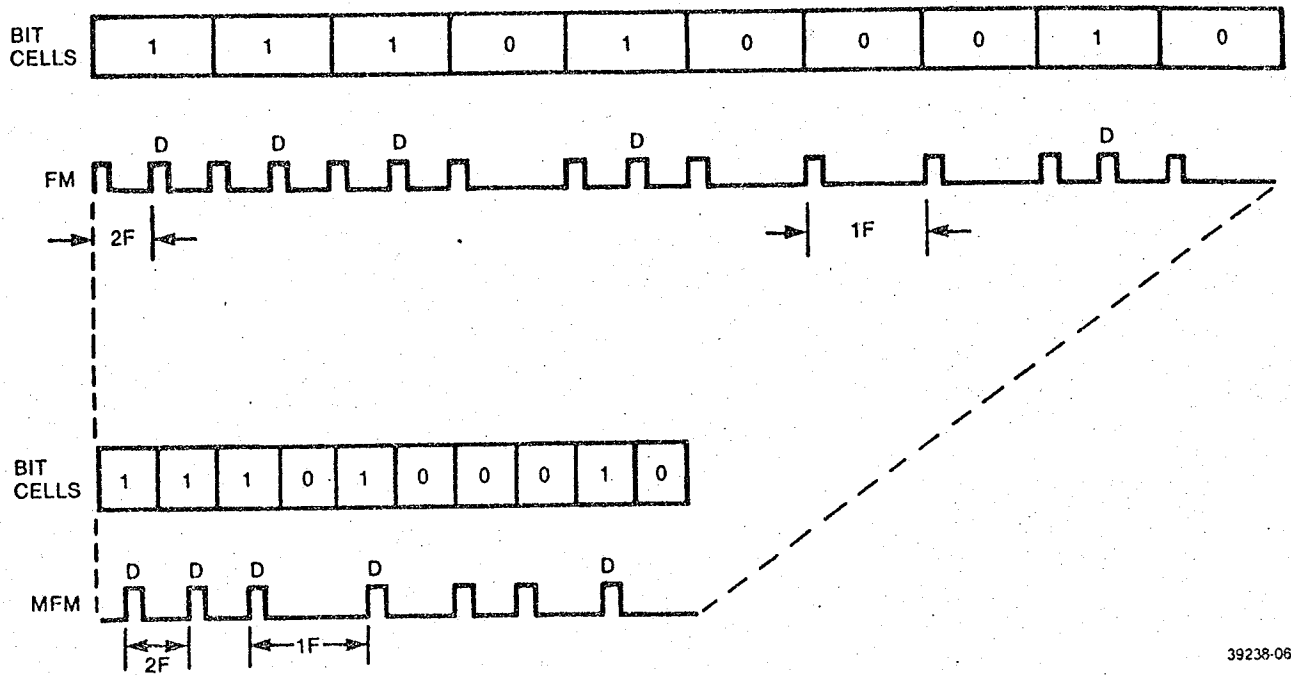 BIT CELLS
1 1 1 0 1 0 0 0 1 0
D D D D D
FM
2F 1F
BIT CELLS
1 1 1 0 1 0 0 0 1 0
D D D D D
MFM
2F 1F
39238-06